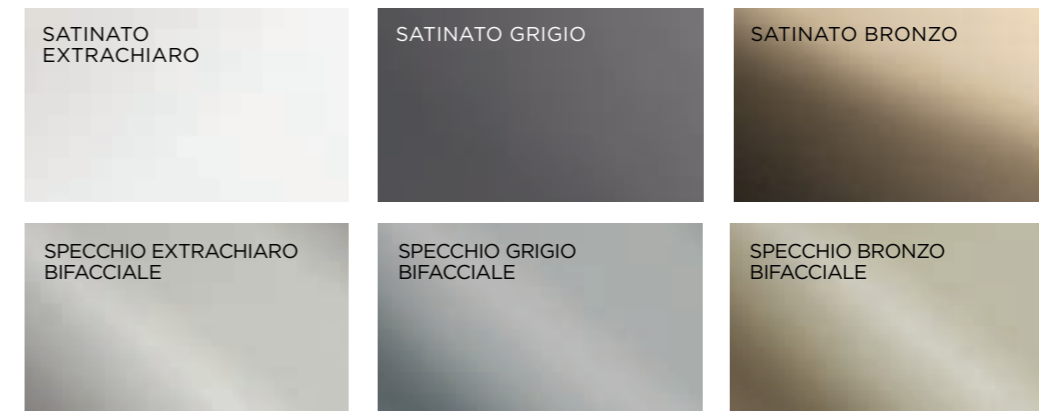 SATINATO
EXTRACHIARO
SATINATO GRIGIO
SATINATO BRONZO
SPECCHIO EXTRACHIARO
BIFACCIALE
SPECCHIO GRIGIO
BIFACCIALE
SPECCHIO BRONZO
BIFACCIALE